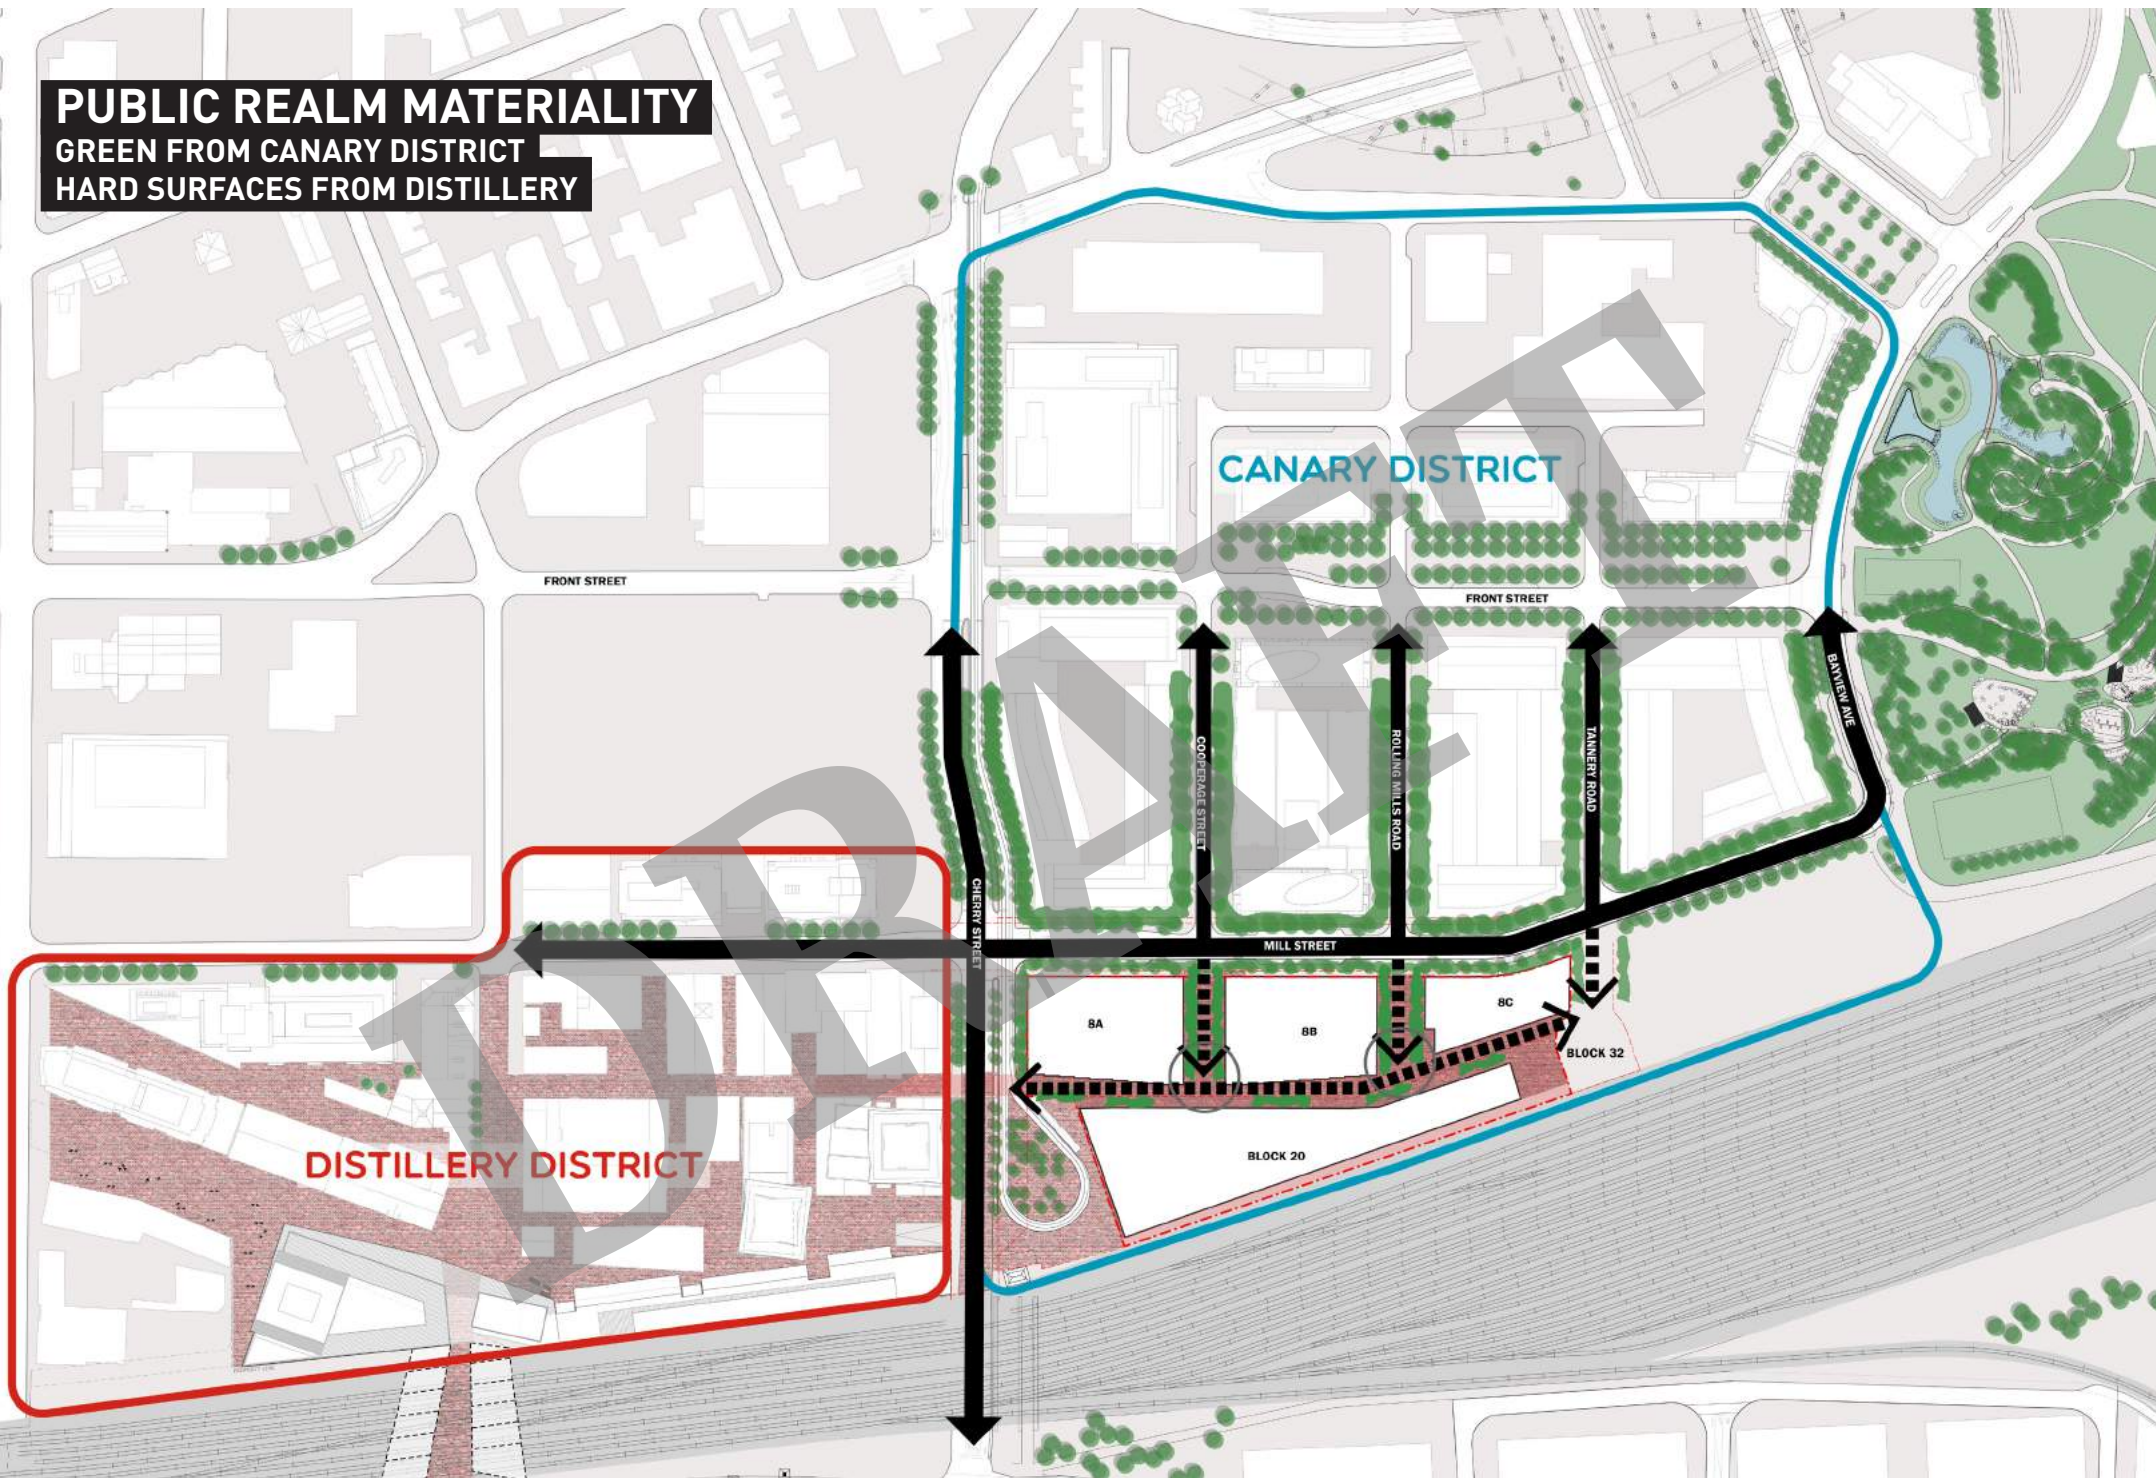 PUBLIC REALM MATERIALITY
GREEN FROM CANARY DISTRICT
HARD SURFACES FROM DISTILLERY
CANARY DISTRICT
FRONT STREET
FRONT STREET
BAYVIEW AVE
COOPERAGE STREET
ROLLING MILLS ROAD
TANNERY ROAD
CHERRY STREET
MILL STREET
8A
8B
8C
BLOCK 32
BLOCK 20
DISTILLERY DISTRICT
DRAFT